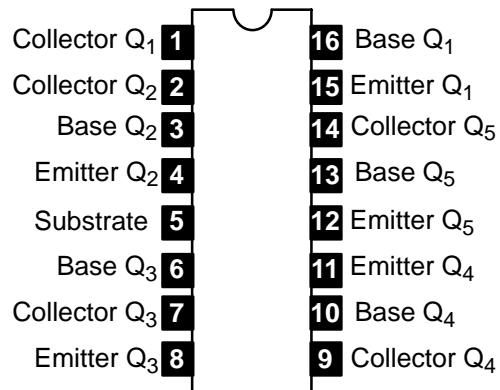 Collector Q1 1 16 Base Q1
Collector Q2 2 15 Emitter Q1
Base Q2 3 14 Collector Q5
Emitter Q2 4 13 Base Q5
Substrate 5 12 Emitter Q5
Base Q3 6 11 Emitter Q4
Collector Q3 7 10 Base Q4
Emitter Q3 8 9 Collector Q4